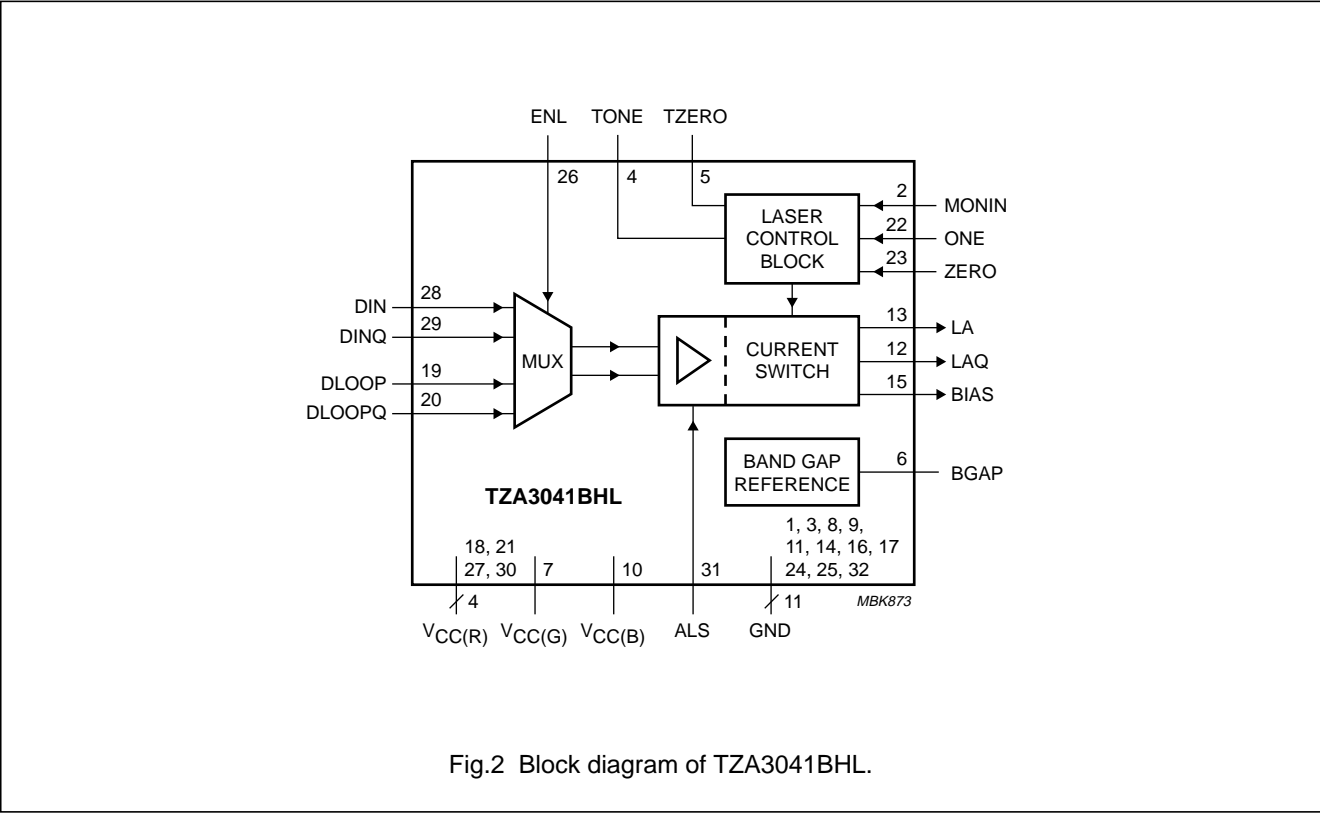 ENL TONE TZERO
26 4 5
2 MONIN
LASER CONTROL BLOCK
22 ONE
23 ZERO
DIN 28
DINQ 29
MUX
DLOOP 19
DLOOPQ 20
CURRENT SWITCH
13 LA
12 LAQ
15 BIAS
BAND GAP REFERENCE
6 BGAP
TZA3041BHL
18, 21
27, 30
7
10
31
1, 3, 8, 9,
11, 14, 16, 17
24, 25, 32
4
11
MBK873
VCC(R) VCC(G) VCC(B) ALS GND
Fig.2 Block diagram of TZA3041BHL.